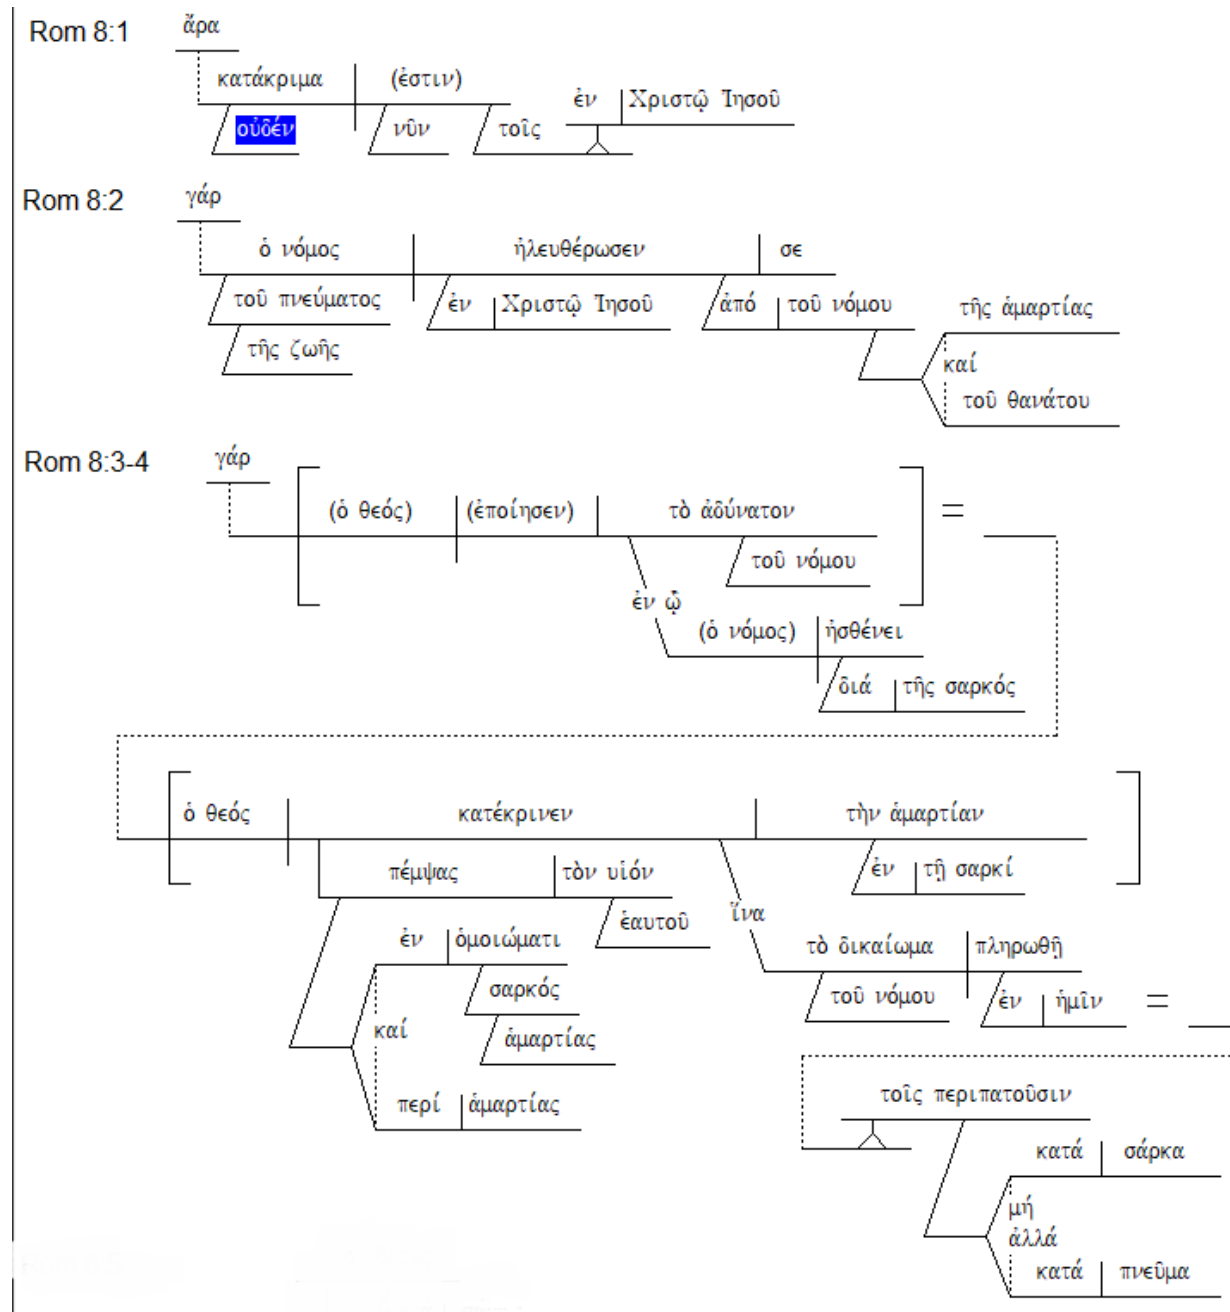 Rom 8:1
ἄρα
κατάκριμα (ἐστιν)
ἐν Χριστῷ Ἰησοῦ
οὐδέν νῦν τοῖς
Rom 8:2
γάρ
ὁ νόμος ἠλευθέρωσεν σε
τοῦ πνεύματος ἐν Χριστῷ Ἰησοῦ ἀπό τοῦ νόμου
τῆς ἁμαρτίας
τῆς ζωῆς
καί
τοῦ θανάτου
Rom 8:3-4
γάρ
(ὁ θεός) (ἐποίησεν) τὸ ἀδύνατον =
τοῦ νόμου
ἐν ᾧ
(ὁ νόμος) ἠσθένει
διά τῆς σαρκός
ὁ θεός κατέκρινεν τὴν ἁμαρτίαν
πέμψας τὸν υἱόν
ἐν τῇ σαρκί
ἵνα
ἑαυτοῦ
ἐν ὁμοιώματι
τὸ δικαίωμα πληρωθῇ
σαρκός
τοῦ νόμου ἐν ἡμῖν =
καί
ἁμαρτίας
περί ἁμαρτίας
τοῖς περιπατοῦσιν
κατά σάρκα
μή
ἀλλά
κατά πνεῦμα